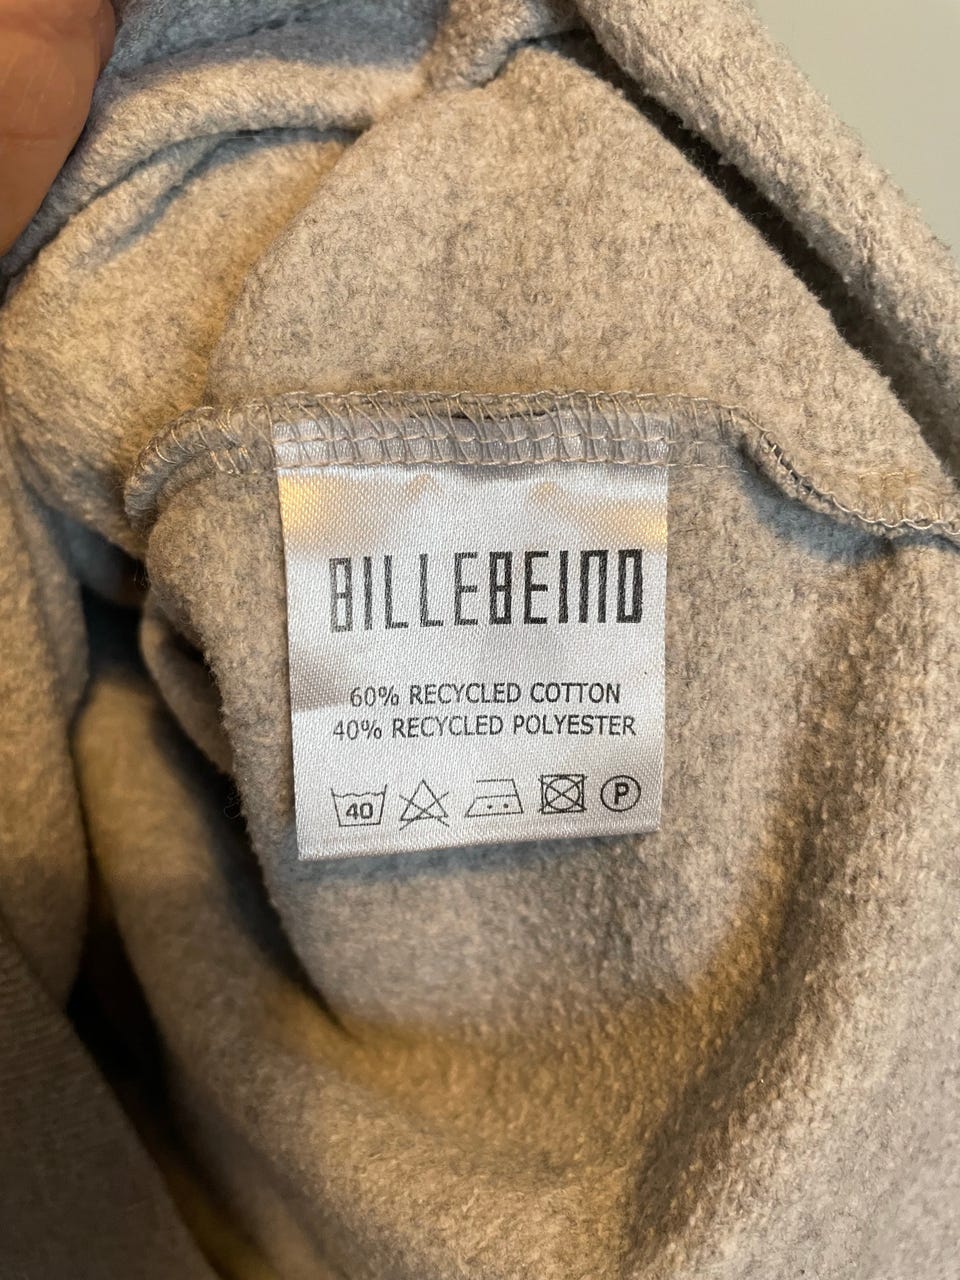 BILLEBEINO
60% RECYCLED COTTON
40% RECYCLED POLYESTER
40 P